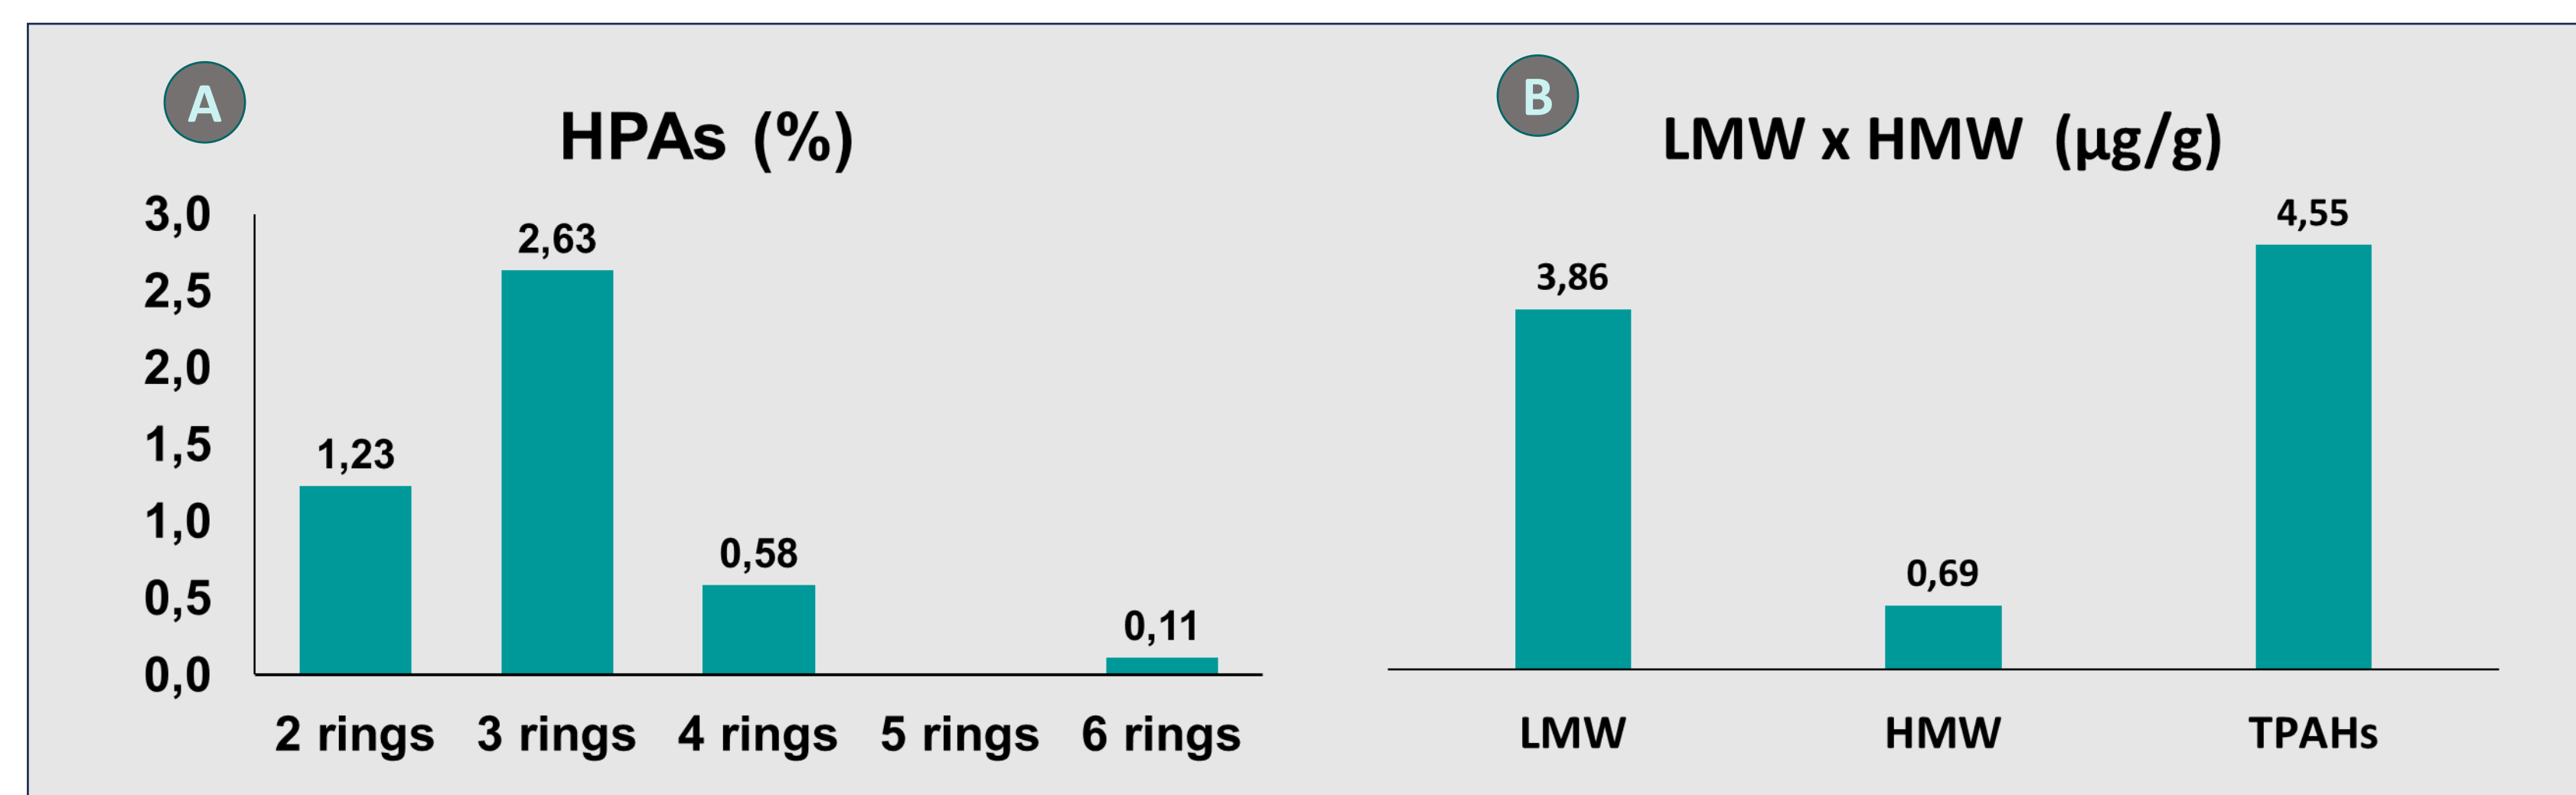 A
HPAs (%)
3,0
2,5
2,0
1,5
1,0
0,5
0,0
1,23
2,63
0,58
0,11
2 rings 3 rings 4 rings 5 rings 6 rings
B
LMW x HMW (µg/g)
3,86
0,69
4,55
LMW HMW TPAHs